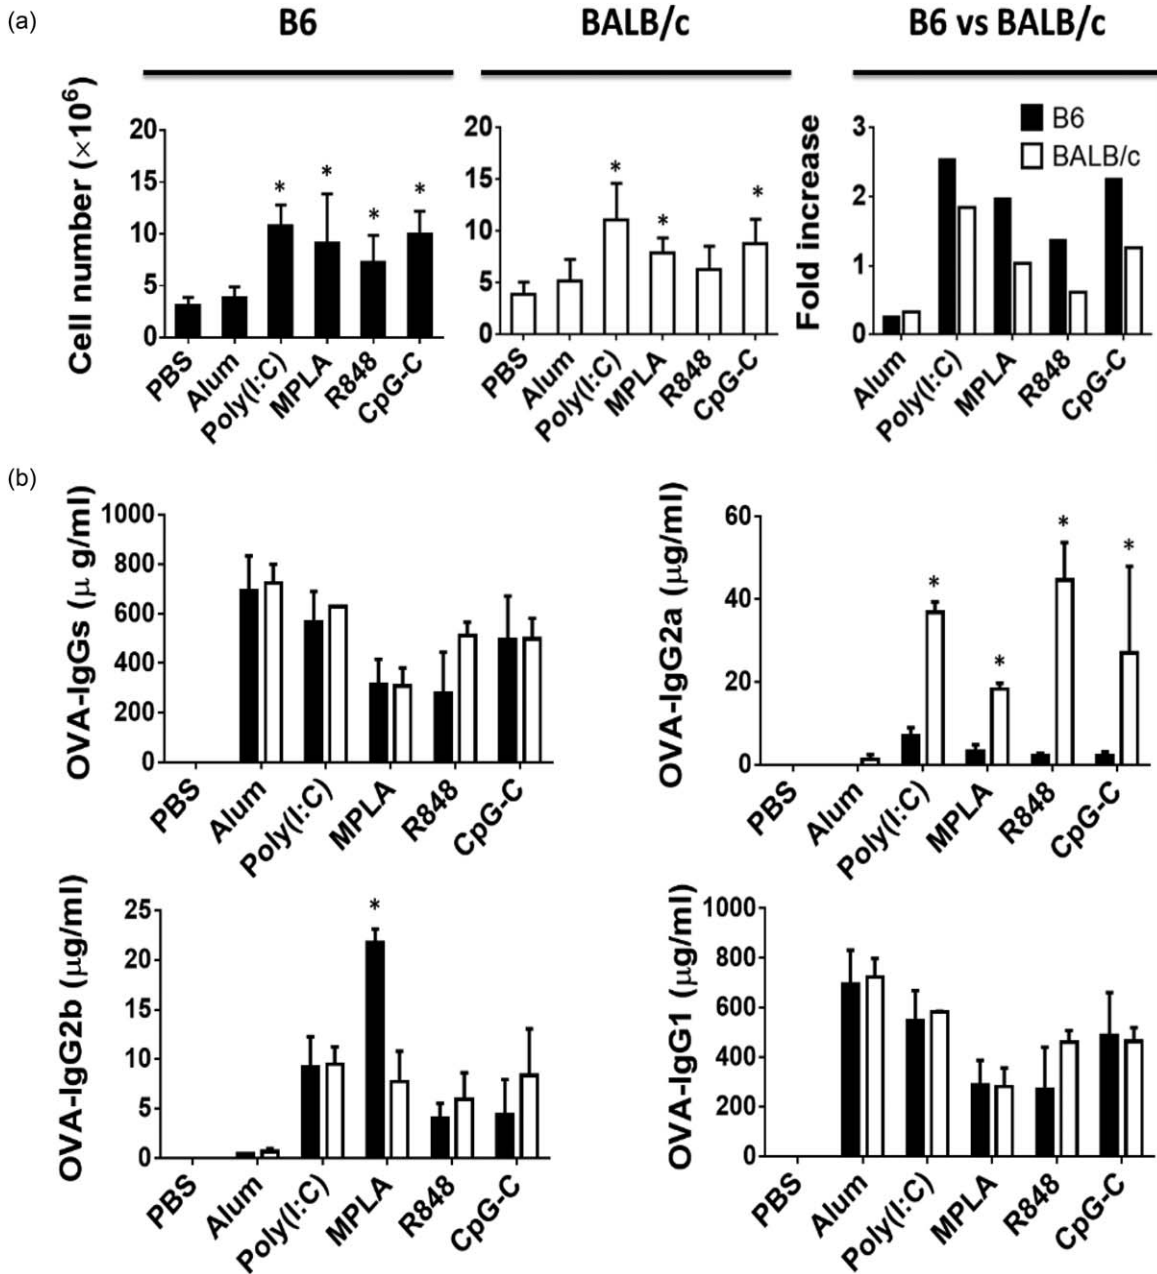 (a)
B6
BALB/c
B6 vs BALB/c
Cell number (×10⁶)
20
15
10
5
0
*
*
*
*
PBS
Alum
Poly(I:C)
MPLA
R848
CpG-C
20
15
10
5
0
*
*
*
PBS
Alum
Poly(I:C)
MPLA
R848
CpG-C
Fold increase
3
2
1
0
B6
BALB/c
Alum
Poly(I:C)
MPLA
R848
CpG-C
(b)
OVA-IgGs (μ g/ml)
1000
800
600
400
200
0
PBS
Alum
Poly(I:C)
MPLA
R848
CpG-C
OVA-IgG2a (μg/ml)
60
40
20
0
*
*
*
*
PBS
Alum
Poly(I:C)
MPLA
R848
CpG-C
OVA-IgG2b (μg/ml)
25
20
15
10
5
0
*
PBS
Alum
Poly(I:C)
MPLA
R848
CpG-C
OVA-IgG1 (μg/ml)
1000
800
600
400
200
0
PBS
Alum
Poly(I:C)
MPLA
R848
CpG-C